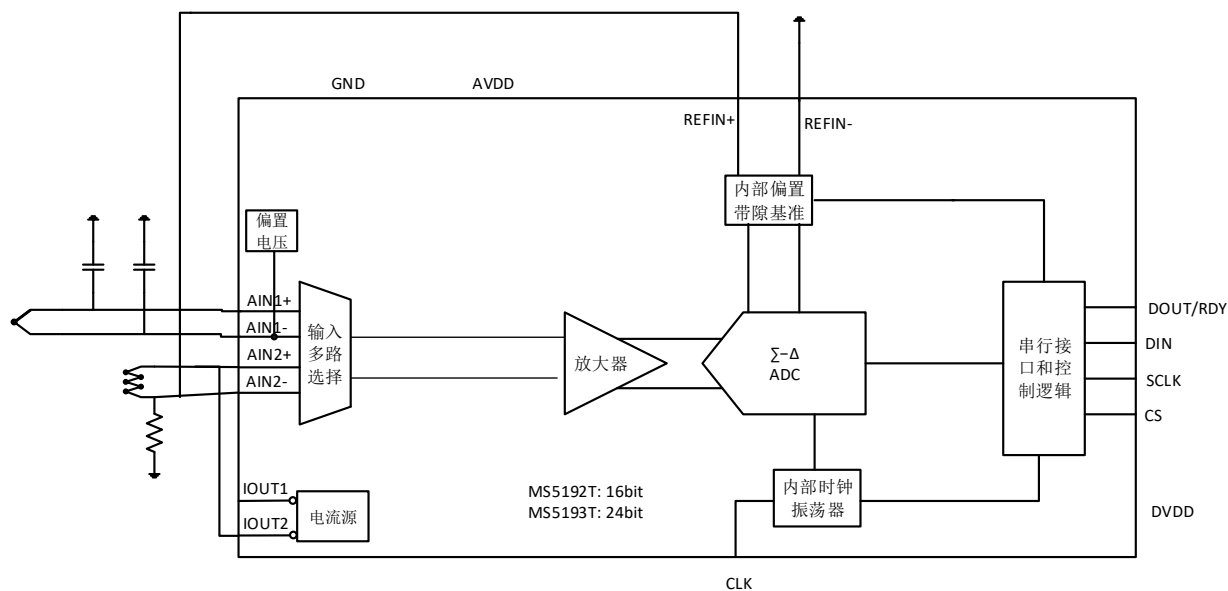 GND
AVDD
REFIN+
REFIN-
内部偏置
带隙基准
偏置
电压
AIN1+
AIN1-
AIN2+
AIN2-
输入
多路
选择
放大器
∑-Δ
ADC
串行接
口和控
制逻辑
DOUT/RDY
DIN
SCLK
CS
IOUT1
IOUT2
电流源
MS5192T: 16bit
MS5193T: 24bit
内部时钟
振荡器
DVDD
CLK